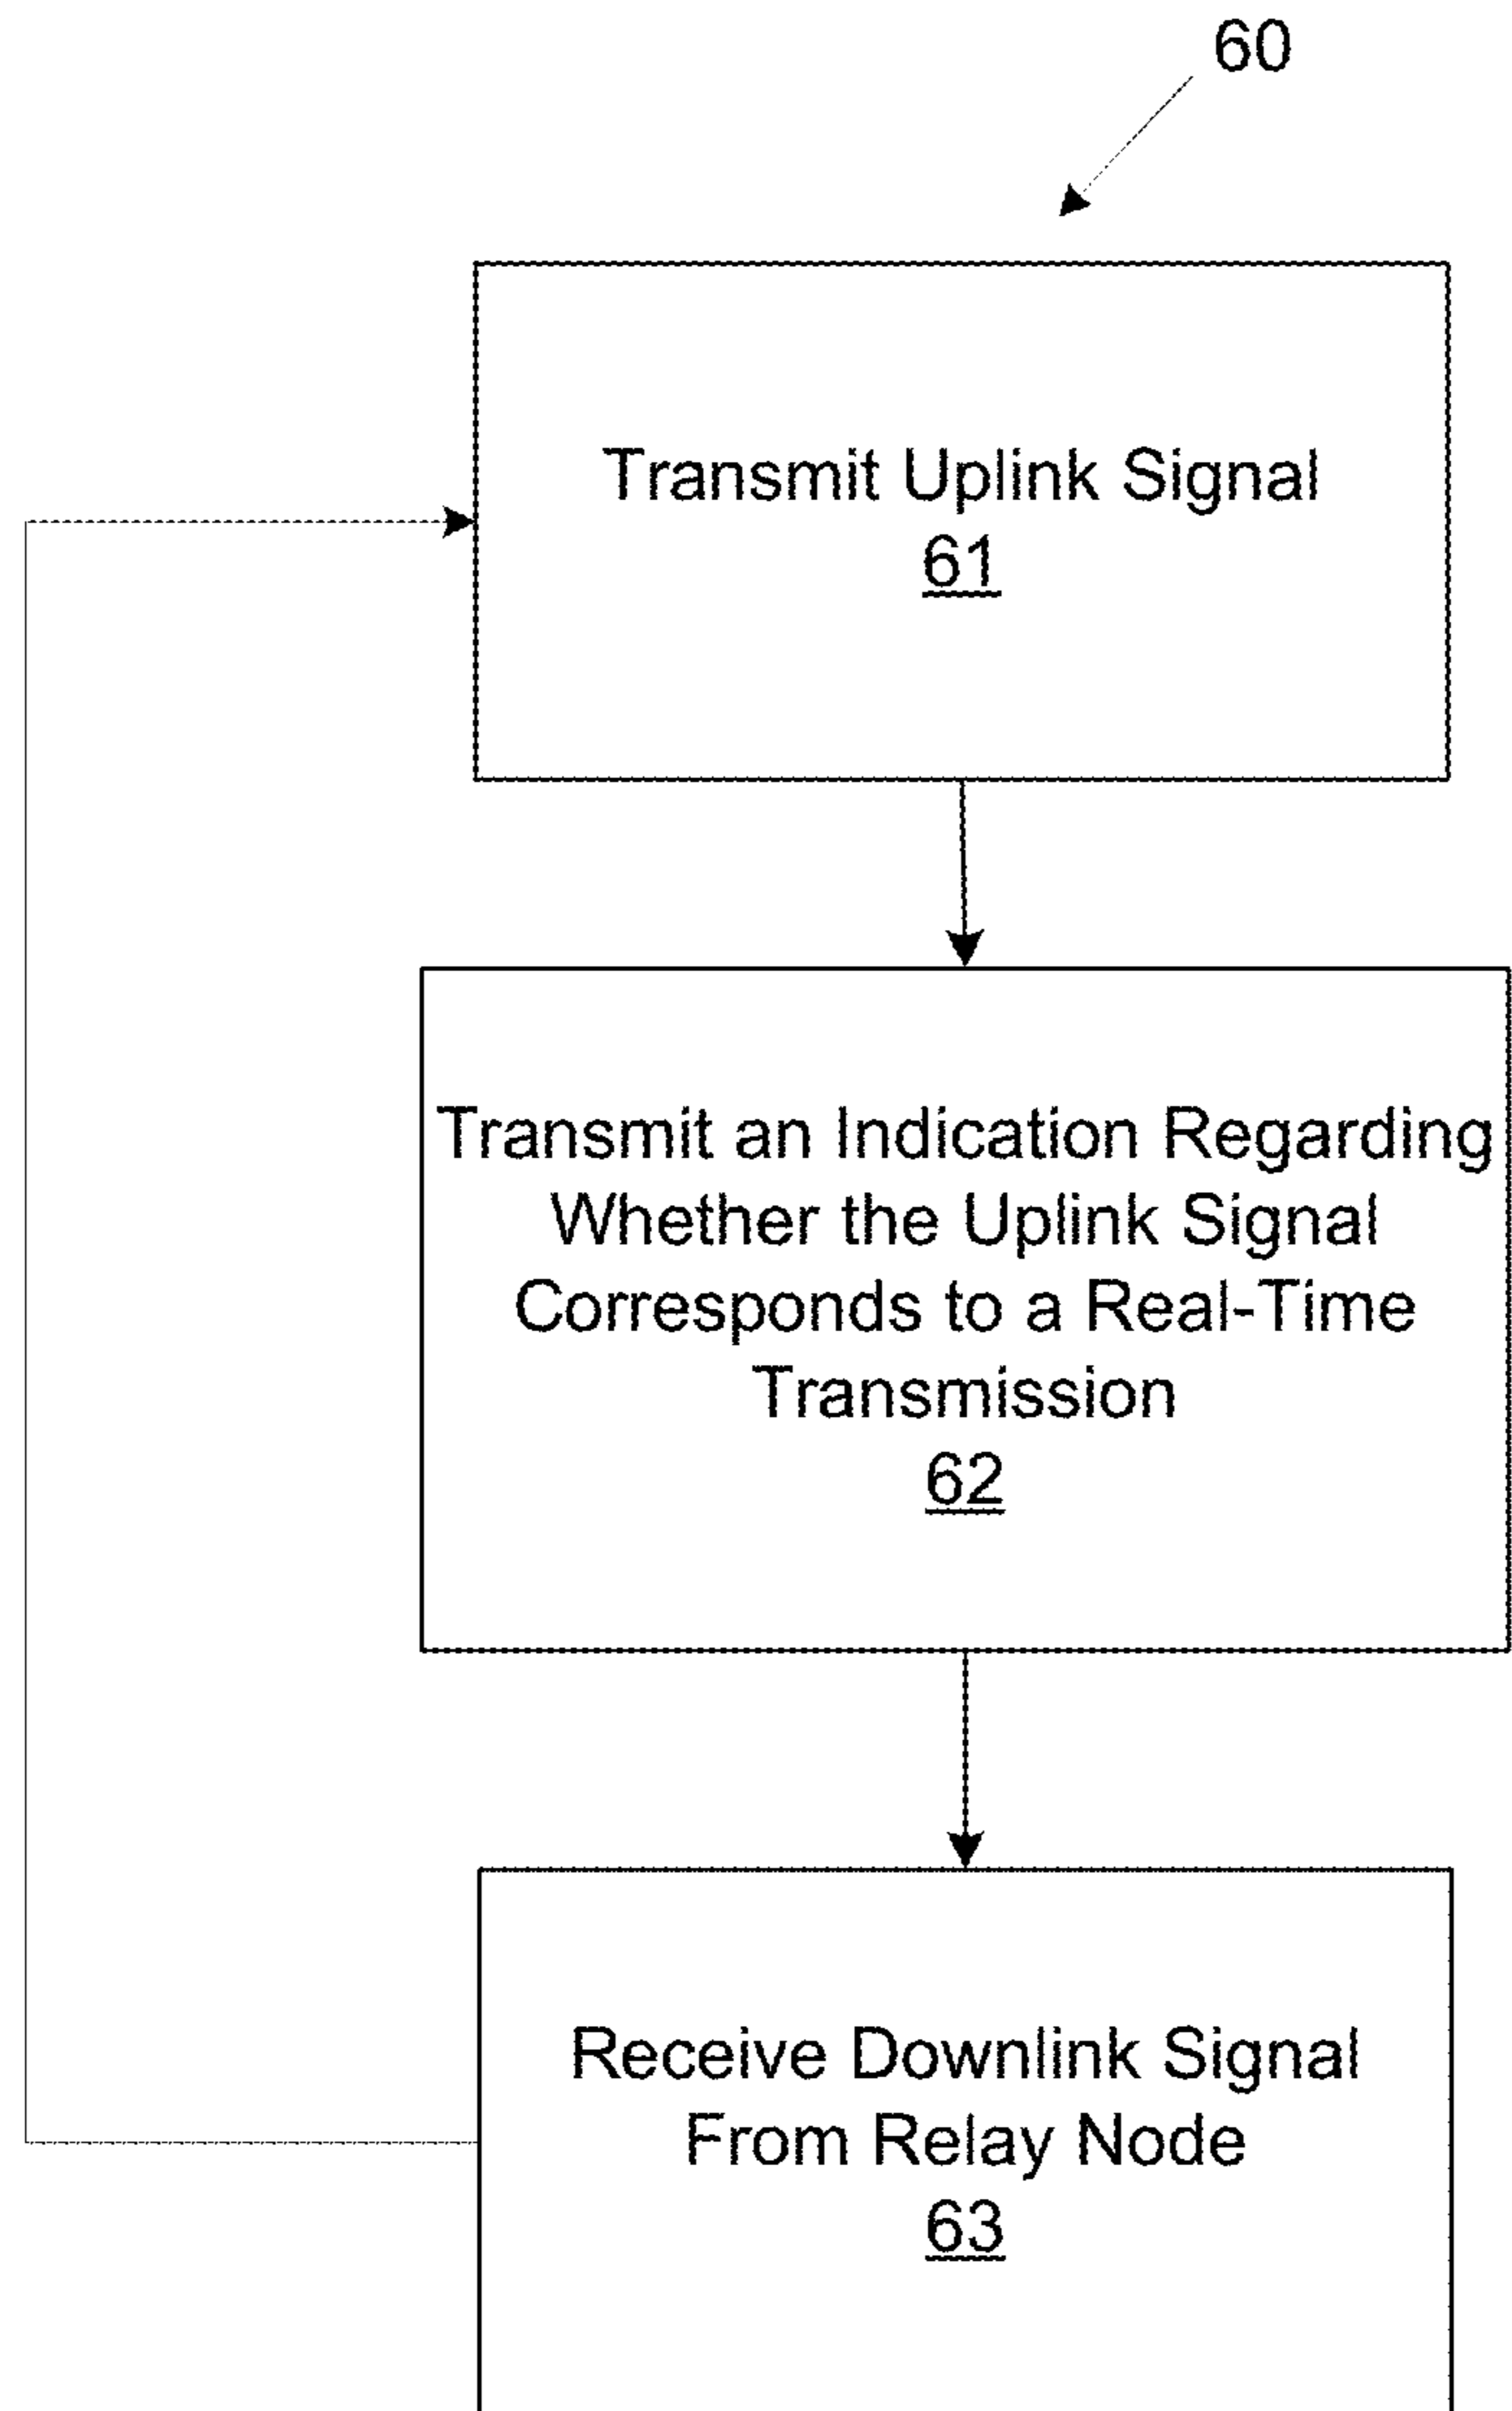 60
Transmit Uplink Signal
61
Transmit an Indication Regarding
Whether the Uplink Signal
Corresponds to a Real-Time
Transmission
62
Receive Downlink Signal
From Relay Node
63